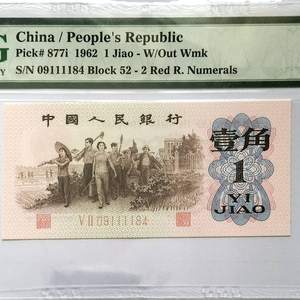 G
China / People's Republic
Pick# 877i 1962 1 Jiao - W/Out Wmk
S/N 09111184 Block 52 - 2 Red R. Numerals
中国人民银行
壹角
1
YI
JIAO
V II 09111184